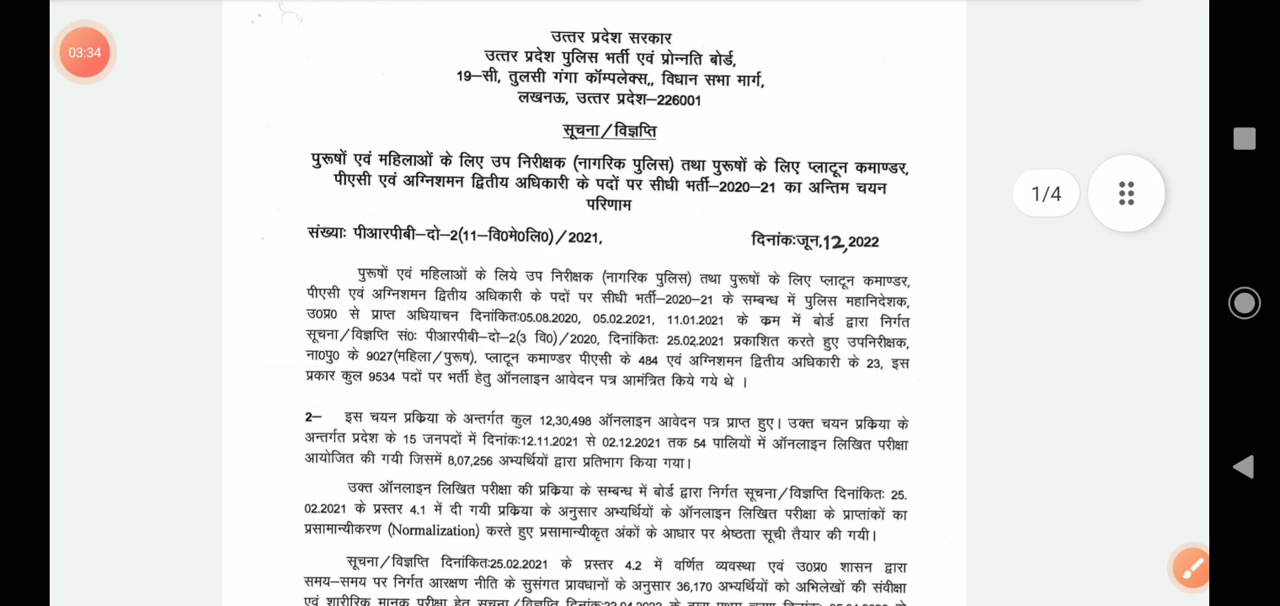 03:34
उत्तर प्रदेश सरकार
उत्तर प्रदेश पुलिस भर्ती एवं प्रोन्नति बोर्ड,
19–सी, तुलसी गंगा कॉम्पलेक्स,, विधान सभा मार्ग,
लखनऊ, उत्तर प्रदेश–226001
सूचना/विज्ञप्ति
पुरूषों एवं महिलाओं के लिए उप निरीक्षक (नागरिक पुलिस) तथा पुरूषों के लिए प्लाटून कमाण्डर,
पीएसी एवं अग्निशमन द्वितीय अधिकारी के पदों पर सीधी भर्ती–2020–21 का अन्तिम चयन
परिणाम
संख्याः पीआरपीबी–दो–2(11–वि0मे0लि0)/2021, दिनांकःजून,12,2022
1/4
पुरूषों एवं महिलाओं के लिये उप निरीक्षक (नागरिक पुलिस) तथा पुरूषों के लिए प्लाटून कमाण्डर,
पीएसी एवं अग्निशमन द्वितीय अधिकारी के पदों पर सीधी भर्ती–2020–21 के सम्बन्ध में पुलिस महानिदेशक,
उ0प्र0 से प्राप्त अधियाचन दिनांकितः05.08.2020, 05.02.2021, 11.01.2021 के क्रम में बोर्ड द्वारा निर्गत
सूचना/विज्ञप्ति सं0: पीआरपीबी–दो–2(3 वि0)/2020, दिनांकितः 25.02.2021 प्रकाशित करते हुए उपनिरीक्षक,
ना0पु0 के 9027(महिला/पुरूष), प्लाटून कमाण्डर पीएसी के 484 एवं अग्निशमन द्वितीय अधिकारी के 23, इस
प्रकार कुल 9534 पदों पर भर्ती हेतु ऑनलाइन आवेदन पत्र आमंत्रित किये गये थे ।
2– इस चयन प्रक्रिया के अन्तर्गत कुल 12,30,498 ऑनलाइन आवेदन पत्र प्राप्त हुए। उक्त चयन प्रक्रिया के
अन्तर्गत प्रदेश के 15 जनपदों में दिनांकः12.11.2021 से 02.12.2021 तक 54 पालियों में ऑनलाइन लिखित परीक्षा
आयोजित की गयी जिसमें 8,07,256 अभ्यर्थियों द्वारा प्रतिभाग किया गया।
उक्त ऑनलाइन लिखित परीक्षा की प्रक्रिया के सम्बन्ध में बोर्ड द्वारा निर्गत सूचना/विज्ञप्ति दिनांकितः 25.
02.2021 के प्रस्तर 4.1 में दी गयी प्रक्रिया के अनुसार अभ्यर्थियों के ऑनलाइन लिखित परीक्षा के प्राप्तांकों का
प्रसामान्यीकरण (Normalization) करते हुए प्रसामान्यीकृत अंकों के आधार पर श्रेष्ठता सूची तैयार की गयी।
सूचना/विज्ञप्ति दिनांकितः25.02.2021 के प्रस्तर 4.2 में वर्णित व्यवस्था एवं उ0प्र0 शासन द्वारा
समय–समय पर निर्गत आरक्षण नीति के सुसंगत प्रावधानों के अनुसार 36,170 अभ्यर्थियों को अभिलेखों की संवीक्षा
एवं शारीरिक मानक परीक्षा हेतु सूचना/विज्ञप्ति